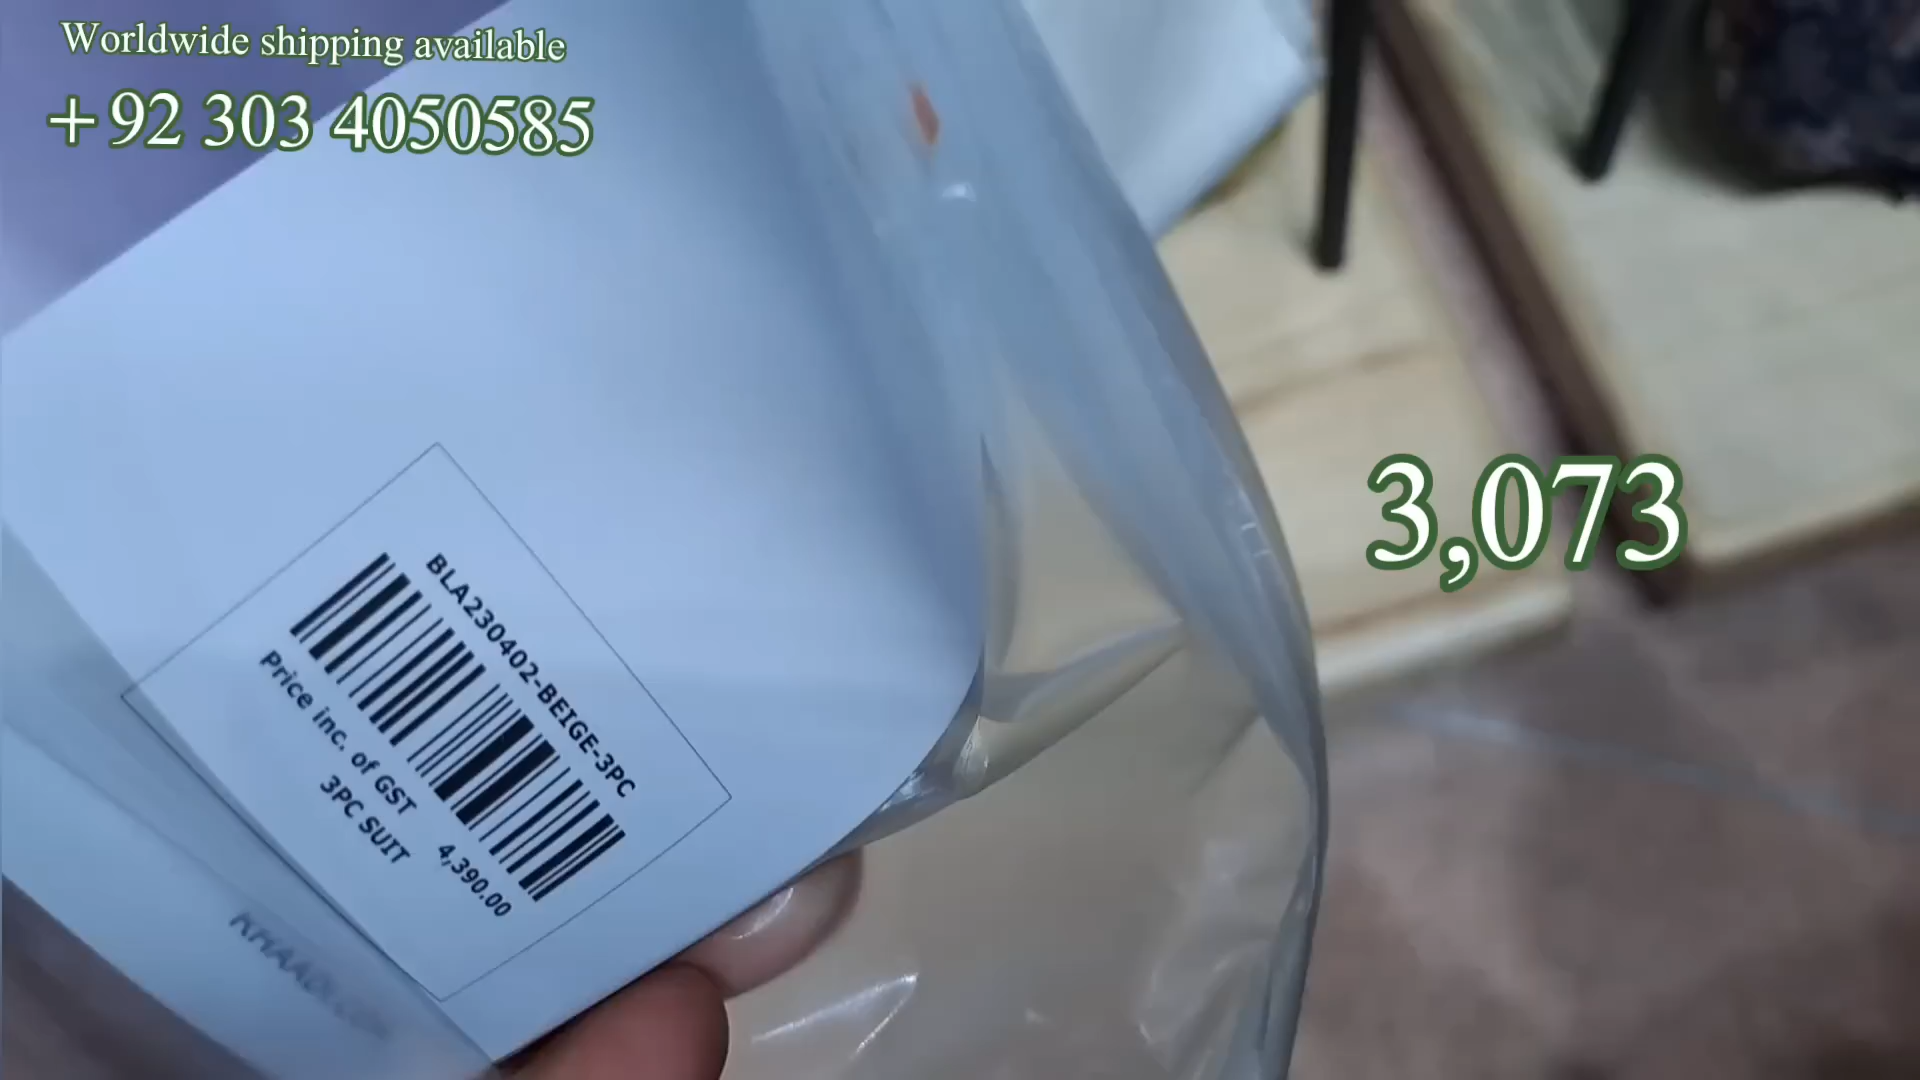 Worldwide shipping available
+92 303 4050585
3,073
BLA230402-BEIGE-3PC
Price inc. of GST
4,390.00
3PC SUIT